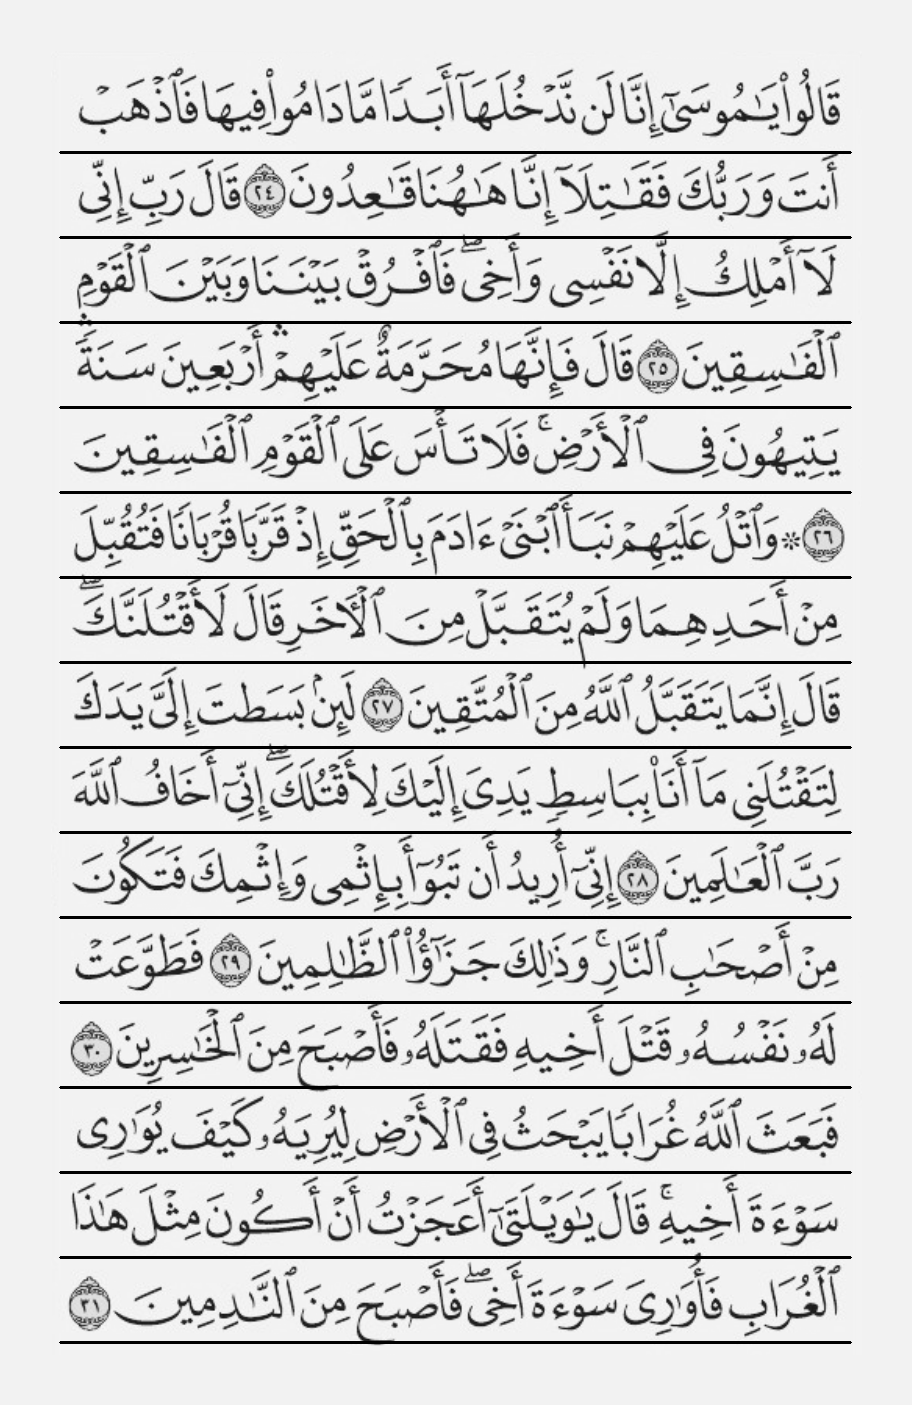 قَالُوا۟ يَـٰمُوسَىٰٓ إِنَّا لَن نَّدْخُلَهَآ أَبَدًا مَّا دَامُوا۟ فِيهَا فَٱذْهَبْ
أَنتَ وَرَبُّكَ فَقَـٰتِلَآ إِنَّا هَـٰهُنَا قَـٰعِدُونَ ٢٤ قَالَ رَبِّ إِنِّى
لَآ أَمْلِكُ إِلَّا نَفْسِى وَأَخِى ۖ فَٱفْرُقْ بَيْنَنَا وَبَيْنَ ٱلْقَوْمِ
ٱلْفَـٰسِقِينَ ٢٥ قَالَ فَإِنَّهَا مُحَرَّمَةٌ عَلَيْهِمْ ۛ أَرْبَعِينَ سَنَةً ۛ
يَتِيهُونَ فِى ٱلْأَرْضِ ۚ فَلَا تَأْسَ عَلَى ٱلْقَوْمِ ٱلْفَـٰسِقِينَ
٢٦ * وَٱتْلُ عَلَيْهِمْ نَبَأَ ٱبْنَىْ ءَادَمَ بِٱلْحَقِّ إِذْ قَرَّبَا قُرْبَانًا فَتُقُبِّلَ
مِنْ أَحَدِهِمَا وَلَمْ يُتَقَبَّلْ مِنَ ٱلْـَٔاخَرِ قَالَ لَأَقْتُلَنَّكَ ۖ
قَالَ إِنَّمَا يَتَقَبَّلُ ٱللَّهُ مِنَ ٱلْمُتَّقِينَ ٢٧ لَئِنۢ بَسَطتَ إِلَىَّ يَدَكَ
لِتَقْتُلَنِى مَآ أَنَا۠ بِبَاسِطٍ يَدِىَ إِلَيْكَ لِأَقْتُلَكَ ۖ إِنِّىٓ أَخَافُ ٱللَّهَ
رَبَّ ٱلْعَـٰلَمِينَ ٢٨ إِنِّىٓ أُرِيدُ أَن تَبُوٓأَ بِإِثْمِى وَإِثْمِكَ فَتَكُونَ
مِنْ أَصْحَـٰبِ ٱلنَّارِ ۚ وَذَٰلِكَ جَزَٰٓؤُا۟ ٱلظَّـٰلِمِينَ ٢٩ فَطَوَّعَتْ
لَهُۥ نَفْسُهُۥ قَتْلَ أَخِيهِ فَقَتَلَهُۥ فَأَصْبَحَ مِنَ ٱلْخَـٰسِرِينَ ٣٠
فَبَعَثَ ٱللَّهُ غُرَابًا يَبْحَثُ فِى ٱلْأَرْضِ لِيُرِيَهُۥ كَيْفَ يُوَٰرِى
سَوْءَةَ أَخِيهِ ۚ قَالَ يَـٰوَيْلَتَىٰٓ أَعَجَزْتُ أَنْ أَكُونَ مِثْلَ هَـٰذَا
ٱلْغُرَابِ فَأُوَٰرِىَ سَوْءَةَ أَخِى ۖ فَأَصْبَحَ مِنَ ٱلنَّـٰدِمِينَ ٣١